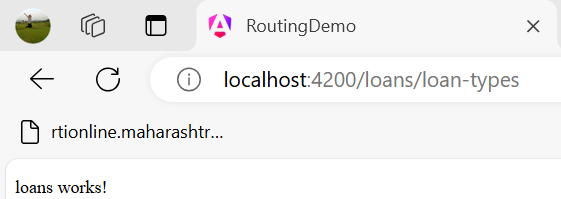 RoutingDemo
localhost:4200/loans/loan-types
rtionline.maharashtr...
loans works!